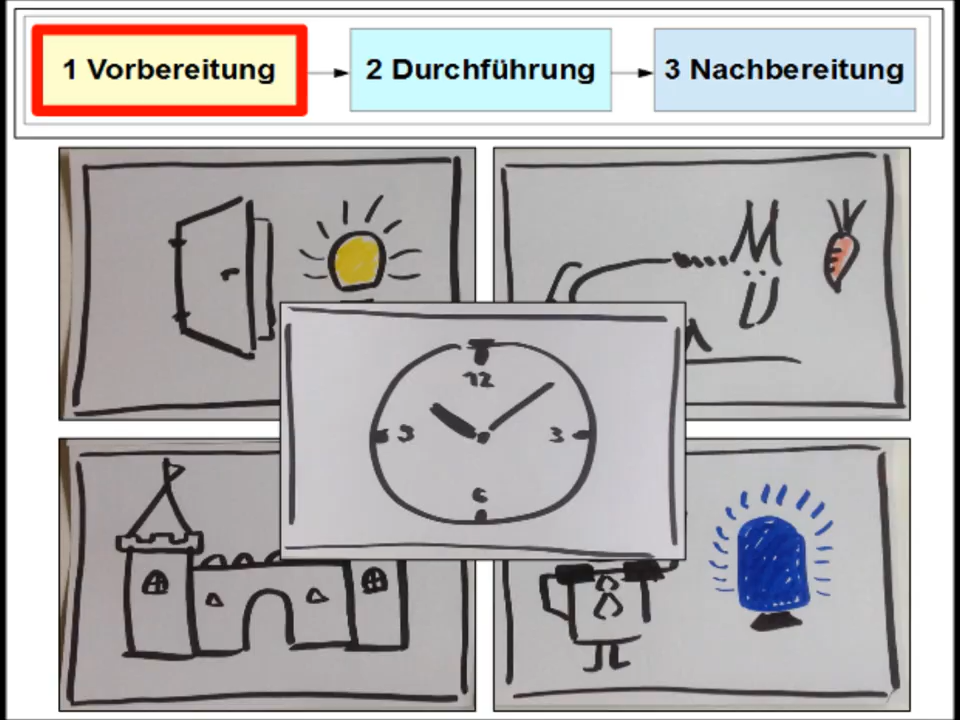 1 Vorbereitung
2 Durchführung
3 Nachbereitung
M
Ü
12
9
3
6